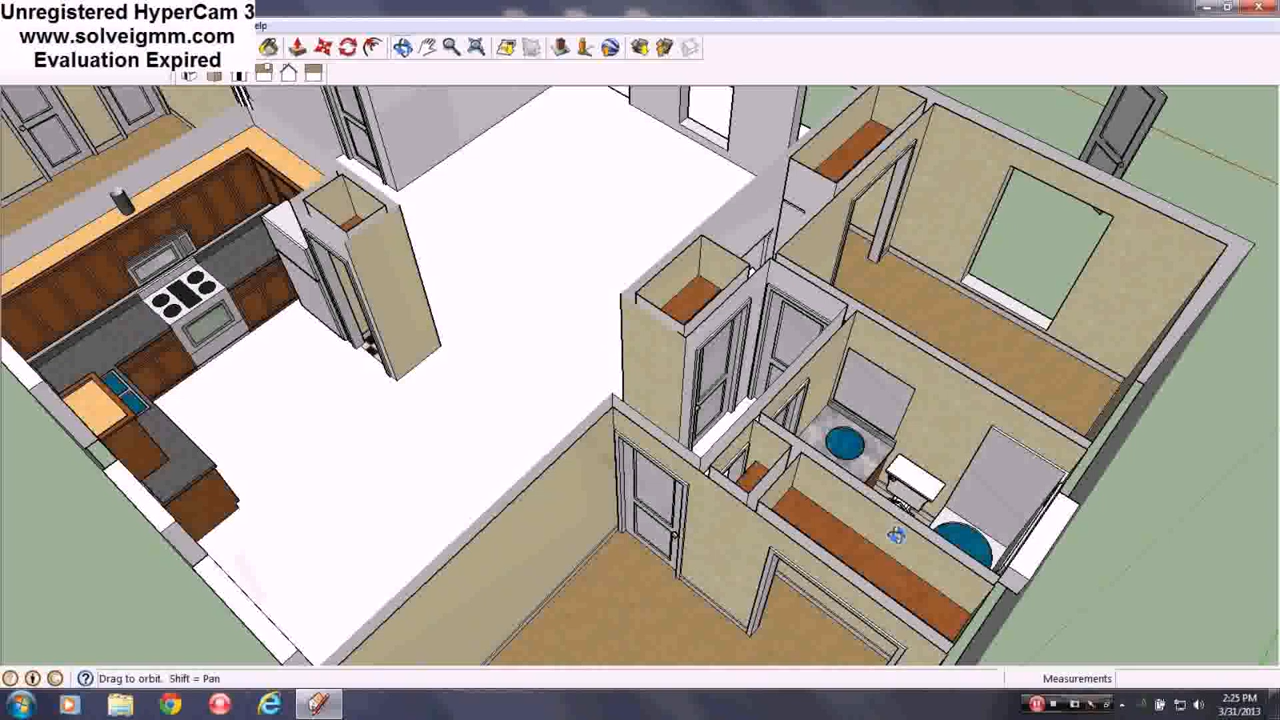 Unregistered HyperCam 3
www.solveigmm.com
Evaluation Expired
elp
Drag to orbit. Shift = Pan
Measurements
2:25 PM
3/31/2013